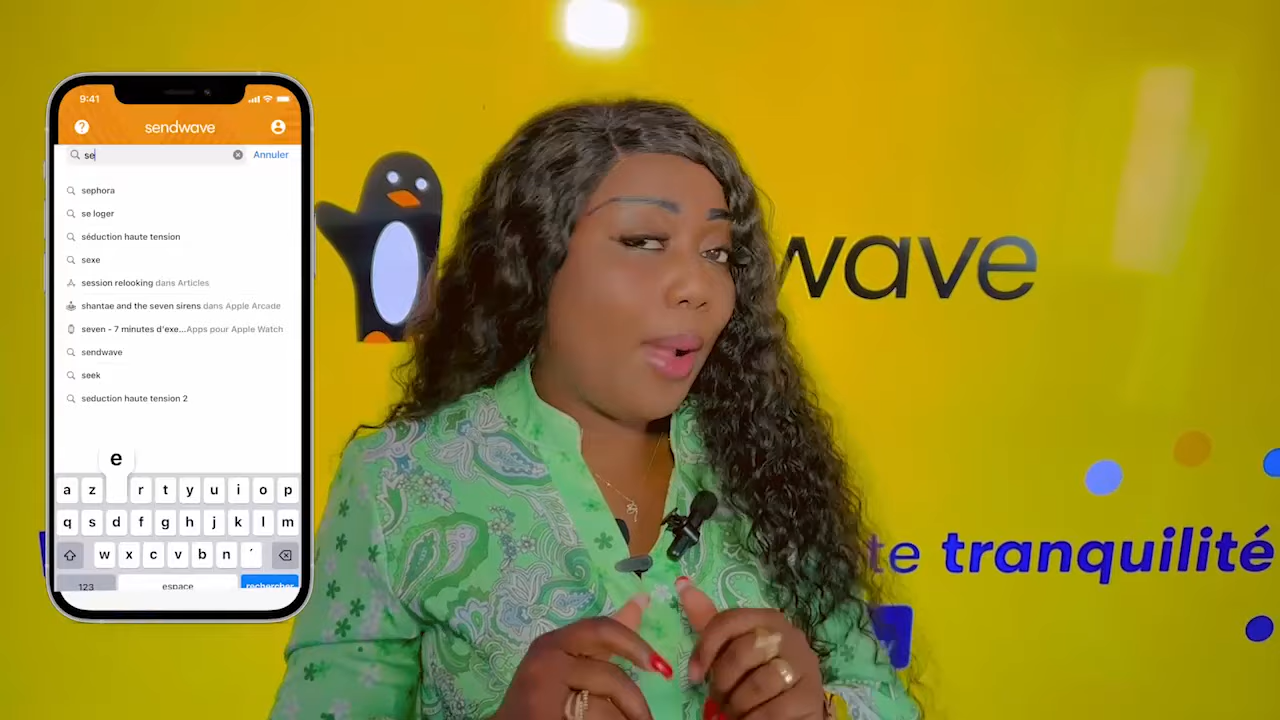 9:41
sendwave
se
Annuler
sephora
se loger
séduction haute tension
sexe
session relooking dans Articles
shantae and the seven sirens dans Apple Arcade
seven - 7 minutes d'exe...Apps pour Apple Watch
sendwave
seek
seduction haute tension 2
e
a z r t y u i o p
q s d f g h j k l m
w x c v b n ´
123 espace rechercher
wave
te tranquilité